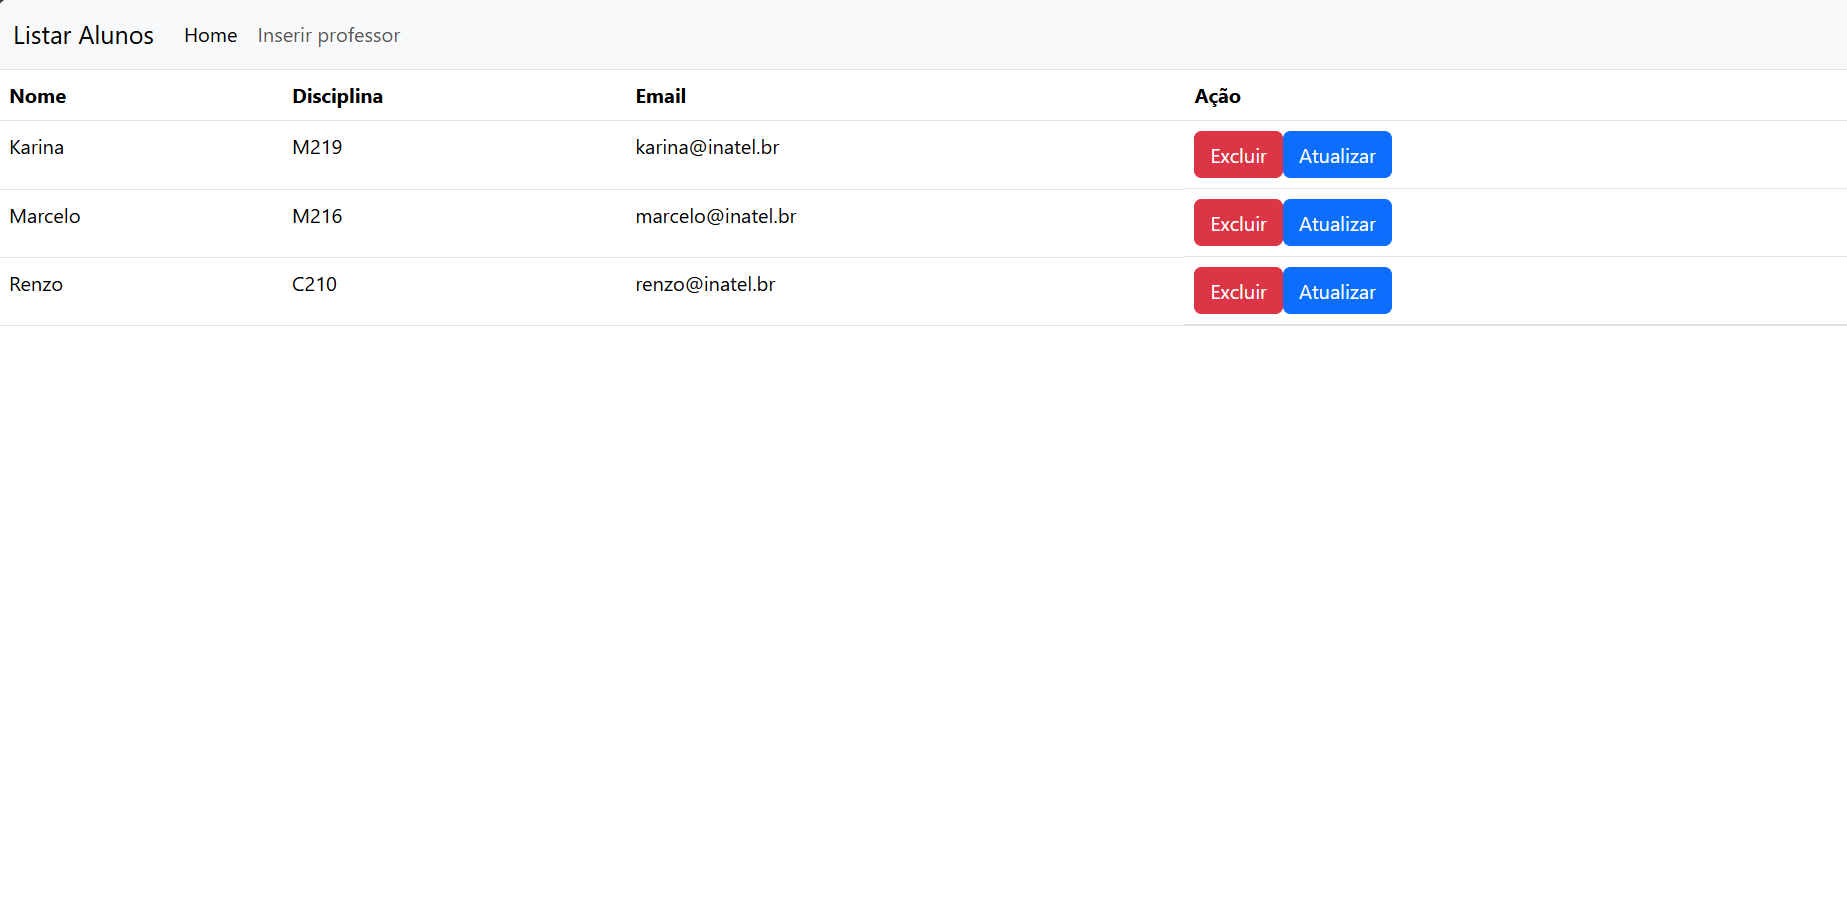 Listar Alunos Home Inserir professor
Nome Disciplina Email Ação
Karina M219 karina@inatel.br Excluir Atualizar
Marcelo M216 marcelo@inatel.br Excluir Atualizar
Renzo C210 renzo@inatel.br Excluir Atualizar